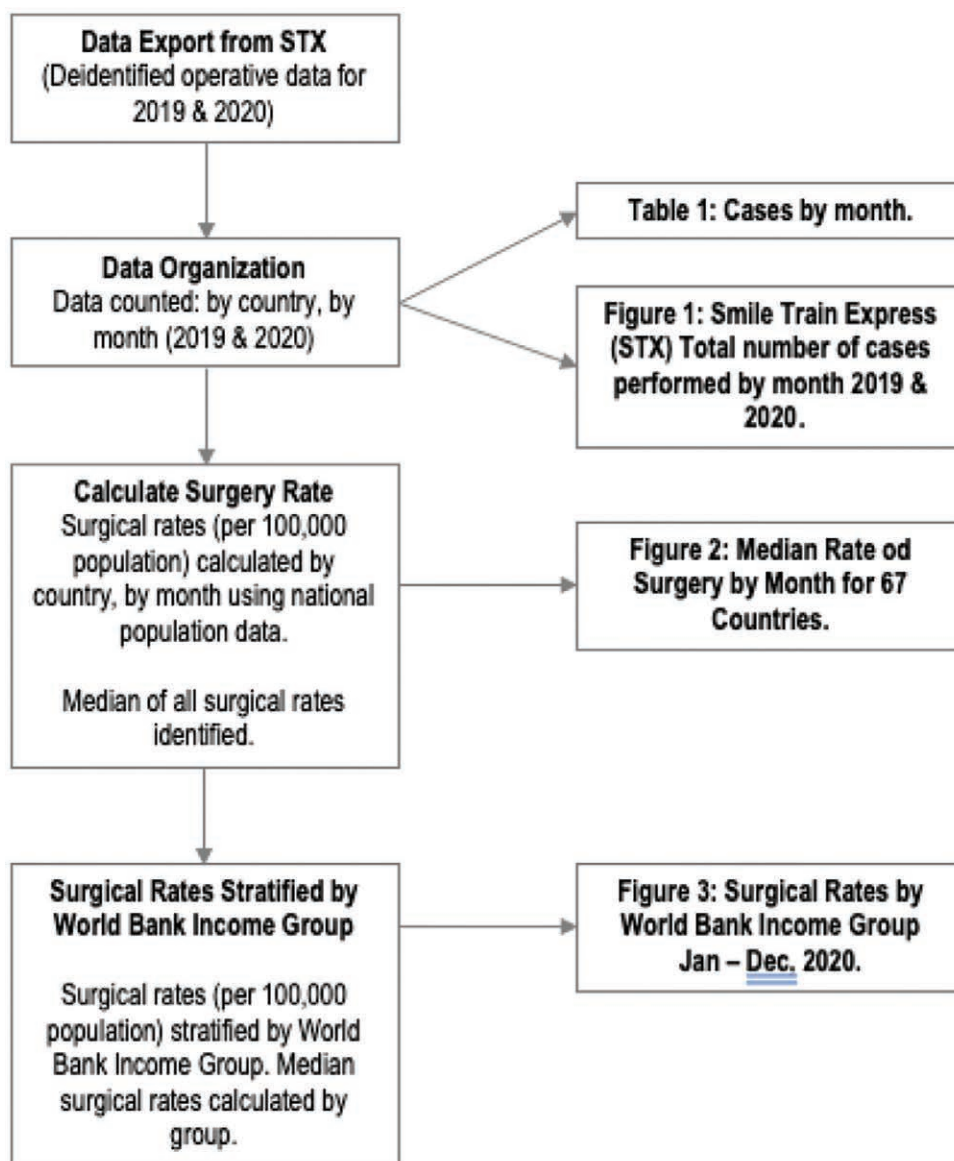 Data Export from STX
(Deidentified operative data for
2019 & 2020)
Data Organization
Data counted: by country, by
month (2019 & 2020)
Table 1: Cases by month.
Figure 1: Smile Train Express
(STX) Total number of cases
performed by month 2019 &
2020.
Calculate Surgery Rate
Surgical rates (per 100,000
population) calculated by
country, by month using national
population data.
Median of all surgical rates
identified.
Figure 2: Median Rate od
Surgery by Month for 67
Countries.
Surgical Rates Stratified by
World Bank Income Group
Surgical rates (per 100,000
population) stratified by World
Bank Income Group. Median
surgical rates calculated by
group.
Figure 3: Surgical Rates by
World Bank Income Group
Jan – Dec. 2020.